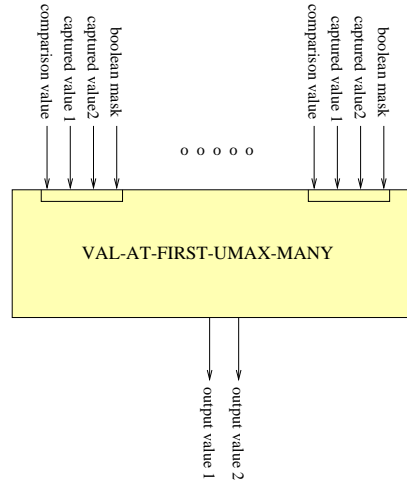 comparison value
captured value 1
captured value2
boolean mask
o o o o o
comparison value
captured value 1
captured value2
boolean mask
VAL-AT-FIRST-UMAX-MANY
output value 1
output value 2